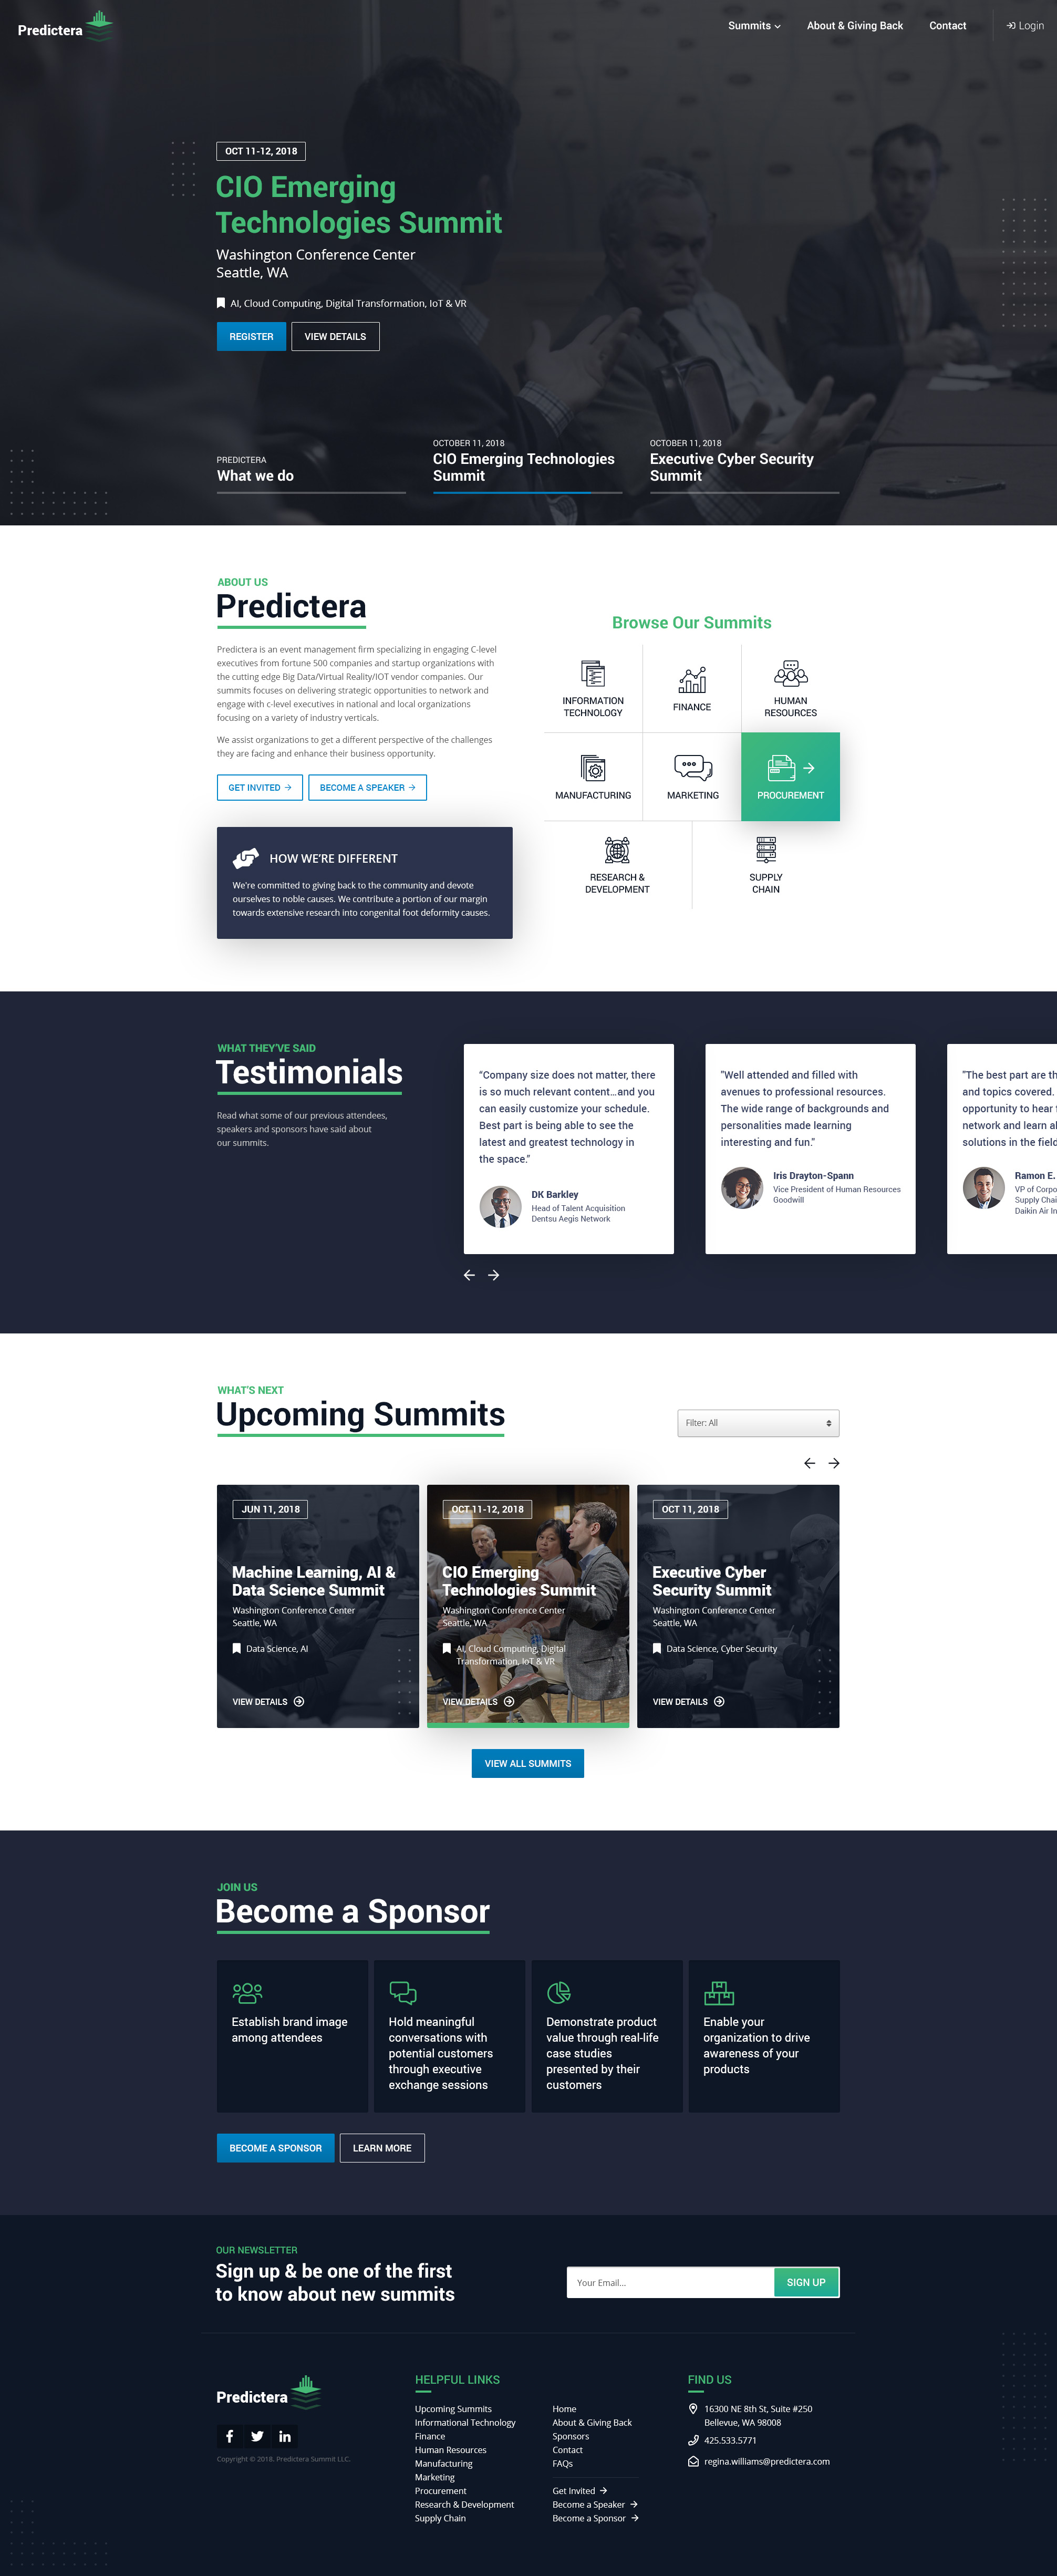 Predictera
Summits
About & Giving Back
Contact
Login
OCT 11-12, 2018
CIO Emerging
Technologies Summit
Washington Conference Center
Seattle, WA
AI, Cloud Computing, Digital Transformation, IoT & VR
REGISTER
VIEW DETAILS
PREDICTERA
What we do
OCTOBER 11, 2018
CIO Emerging Technologies
Summit
OCTOBER 11, 2018
Executive Cyber Security
Summit
ABOUT US
Predictera
Predictera is an event management firm specializing in engaging C-level
executives from fortune 500 companies and startup organizations with
the cutting edge Big Data/Virtual Reality/IOT vendor companies. Our
summits focuses on delivering strategic opportunities to network and
engage with c-level executives in national and local organizations
focusing on a variety of industry verticals.
We assist organizations to get a different perspective of the challenges
they are facing and enhance their business opportunity.
GET INVITED
BECOME A SPEAKER
HOW WE'RE DIFFERENT
We're committed to giving back to the community and devote
ourselves to noble causes. We contribute a portion of our margin
towards extensive research into congenital foot deformity causes.
Browse Our Summits
INFORMATION
TECHNOLOGY
FINANCE
HUMAN
RESOURCES
MANUFACTURING
MARKETING
PROCUREMENT
RESEARCH &
DEVELOPMENT
SUPPLY
CHAIN
WHAT THEY'VE SAID
Testimonials
Read what some of our previous attendees,
speakers and sponsors have said about
our summits.
“Company size does not matter, there
is so much relevant content...and you
can easily customize your schedule.
Best part is being able to see the
latest and greatest technology in
the space."
DK Barkley
Head of Talent Acquisition
Dentsu Aegis Network
"Well attended and filled with
avenues to professional resources.
The wide range of backgrounds and
personalities made learning
interesting and fun."
Iris Drayton-Spann
Vice President of Human Resources
Goodwill
"The best part are th
and topics covered.
opportunity to hear
network and learn a
solutions in the field
Ramon E.
VP of Corpo
Supply Chai
Daikin Air In
WHAT'S NEXT
Upcoming Summits
Filter: All
JUN 11, 2018
Machine Learning, AI &
Data Science Summit
Washington Conference Center
Seattle, WA
Data Science, AI
VIEW DETAILS
OCT 11-12, 2018
CIO Emerging
Technologies Summit
Washington Conference Center
Seattle, WA
AI, Cloud Computing, Digital
Transformation, IoT & VR
VIEW DETAILS
OCT 11, 2018
Executive Cyber
Security Summit
Washington Conference Center
Seattle, WA
Data Science, Cyber Security
VIEW DETAILS
VIEW ALL SUMMITS
JOIN US
Become a Sponsor
Establish brand image
among attendees
Hold meaningful
conversations with
potential customers
through executive
exchange sessions
Demonstrate product
value through real-life
case studies
presented by their
customers
Enable your
organization to drive
awareness of your
products
BECOME A SPONSOR
LEARN MORE
OUR NEWSLETTER
Sign up & be one of the first
to know about new summits
Your Email...
SIGN UP
Predictera
Copyright © 2018. Predictera Summit LLC.
HELPFUL LINKS
Upcoming Summits
Informational Technology
Finance
Human Resources
Manufacturing
Marketing
Procurement
Research & Development
Supply Chain
Home
About & Giving Back
Sponsors
Contact
FAQs
Get Invited
Become a Speaker
Become a Sponsor
FIND US
16300 NE 8th St, Suite #250
Bellevue, WA 98008
425.533.5771
regina.williams@predictera.com